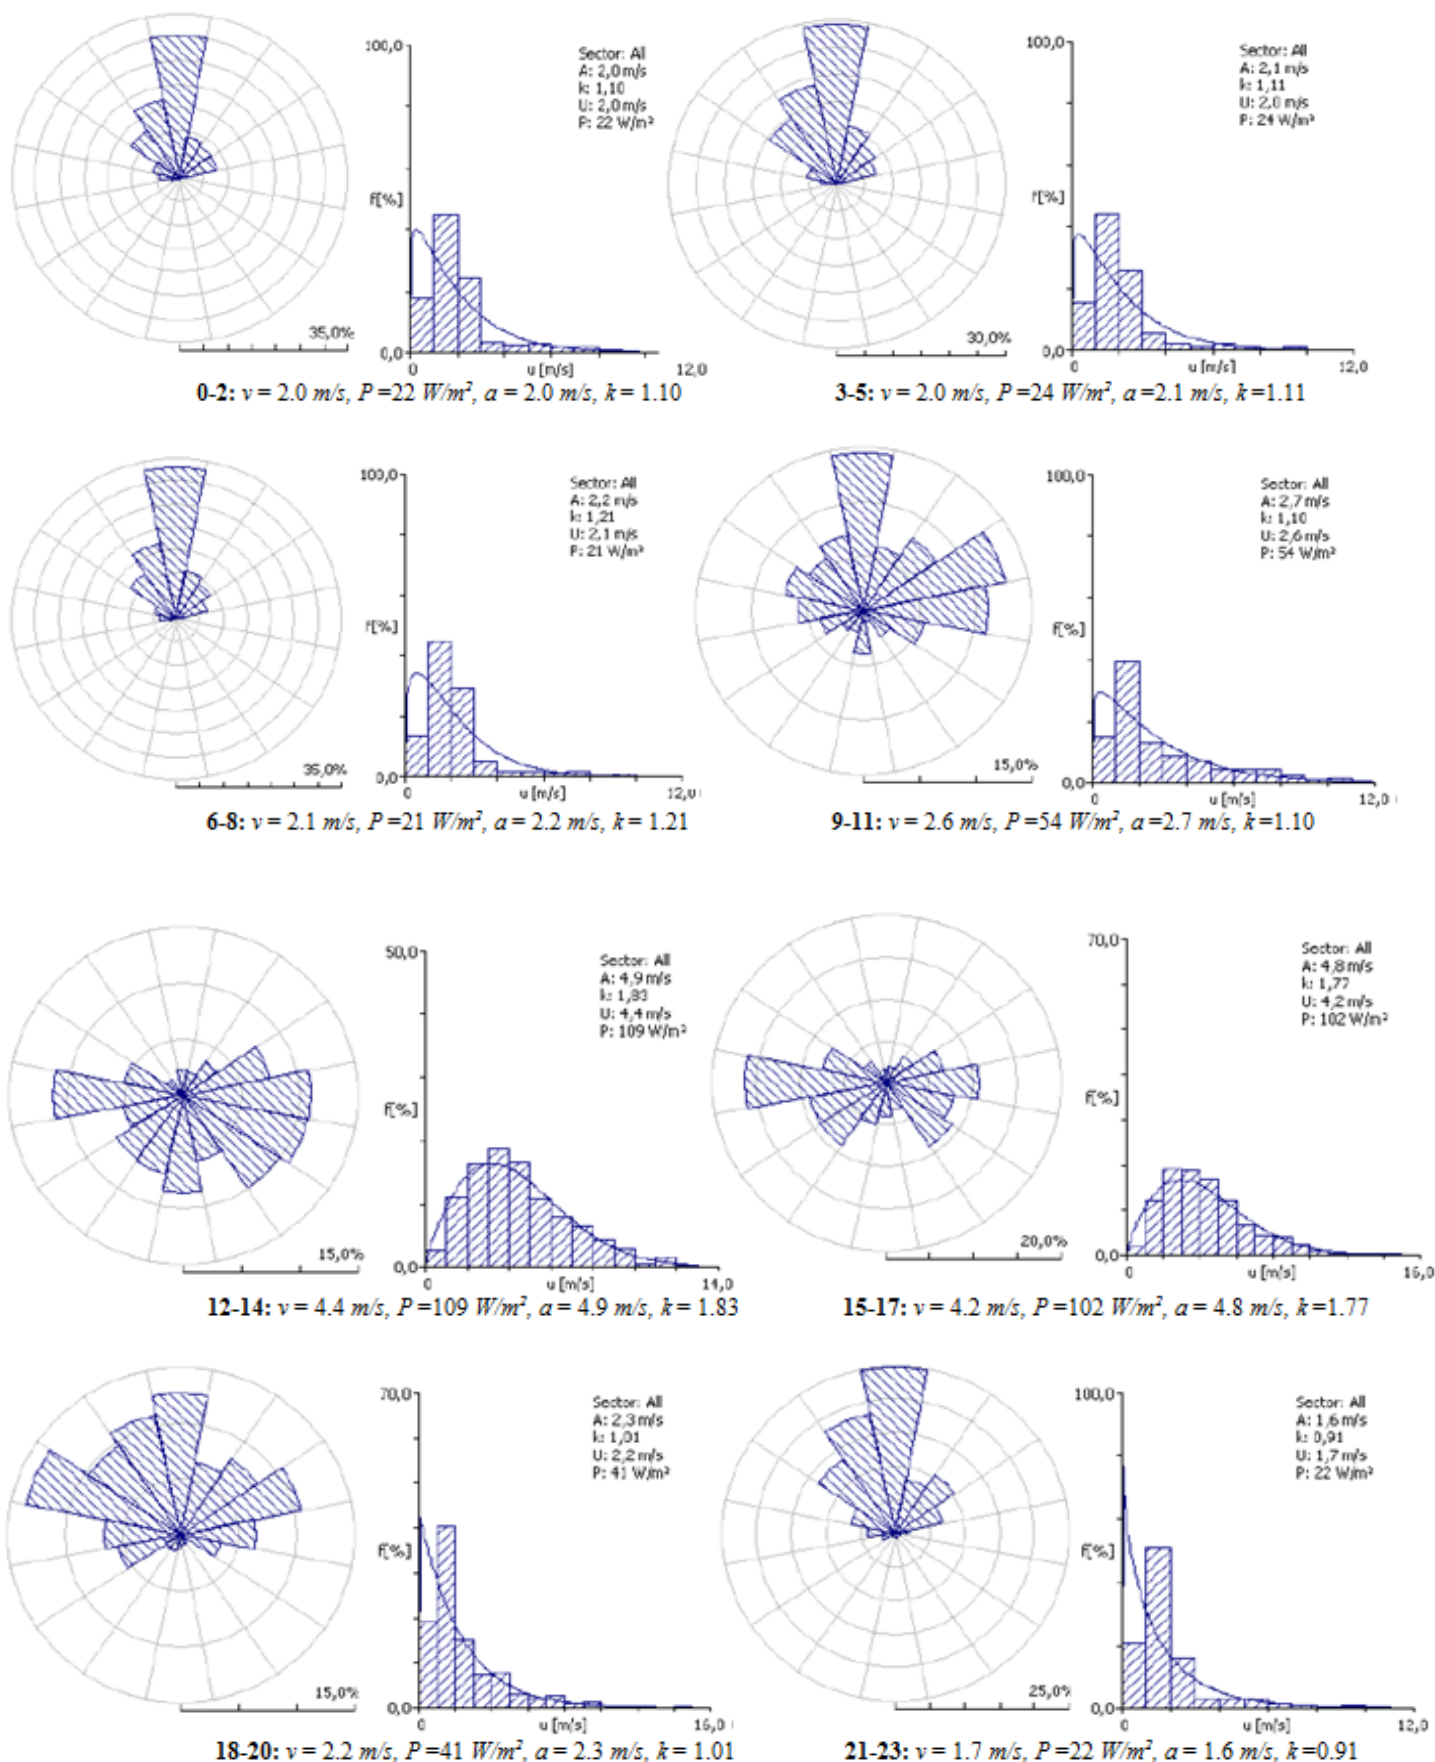 100,0
Sector: All
A: 2,0 m/s
k: 1,10
U: 2,0 m/s
P: 22 W/m²
f[%]
35,0%
0,0
0
u [m/s]
12,0
0-2: v = 2.0 m/s, P =22 W/m², a = 2.0 m/s, k = 1.10
100,0
Sector: All
A: 2,1 m/s
k: 1,11
U: 2,0 m/s
P: 24 W/m²
f[%]
30,0%
0,0
0
u [m/s]
12,0
3-5: v = 2.0 m/s, P =24 W/m², a =2.1 m/s, k =1.11
100,0
Sector: All
A: 2,2 m/s
k: 1,21
U: 2,1 m/s
P: 21 W/m²
f[%]
35,0%
0,0
0
u [m/s]
12,0
6-8: v = 2.1 m/s, P =21 W/m², a = 2.2 m/s, k = 1.21
100,0
Sector: All
A: 2,7 m/s
k: 1,10
U: 2,6 m/s
P: 54 W/m²
f[%]
15,0%
0,0
0
u [m/s]
12,0
9-11: v = 2.6 m/s, P =54 W/m², a =2.7 m/s, k =1.10
50,0
Sector: All
A: 4,9 m/s
k: 1,83
U: 4,4 m/s
P: 109 W/m²
f[%]
15,0%
0,0
0
u [m/s]
14,0
12-14: v = 4.4 m/s, P =109 W/m², a = 4.9 m/s, k = 1.83
70,0
Sector: All
A: 4,8 m/s
k: 1,77
U: 4,2 m/s
P: 102 W/m²
f[%]
20,0%
0,0
0
u [m/s]
16,0
15-17: v = 4.2 m/s, P =102 W/m², a = 4.8 m/s, k =1.77
70,0
Sector: All
A: 2,3 m/s
k: 1,01
U: 2,2 m/s
P: 41 W/m²
f[%]
15,0%
0,0
0
u [m/s]
16,0
18-20: v = 2.2 m/s, P =41 W/m², a = 2.3 m/s, k = 1.01
100,0
Sector: All
A: 1,6 m/s
k: 0,91
U: 1,7 m/s
P: 22 W/m²
f[%]
25,0%
0,0
0
u [m/s]
12,0
21-23: v = 1.7 m/s, P =22 W/m², a = 1.6 m/s, k =0.91